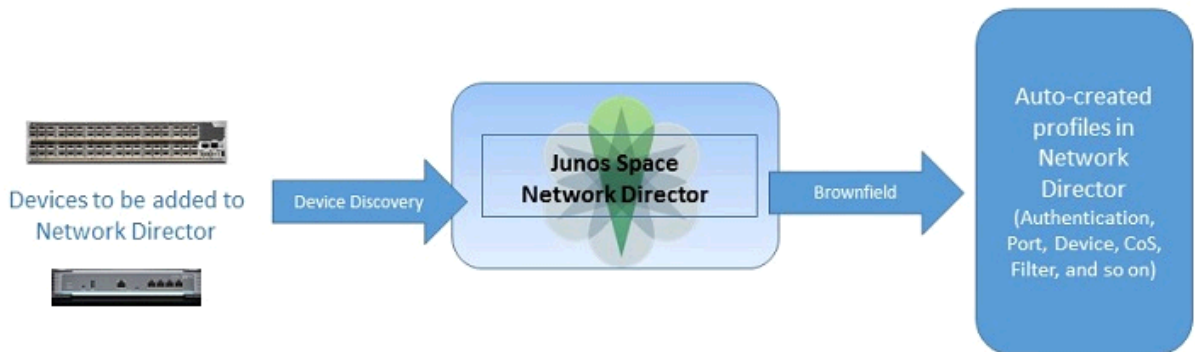 Devices to be added to
Network Director
Device Discovery
Junos Space
Network Director
Brownfield
Auto-created
profiles in
Network
Director
(Authentication,
Port, Device, CoS,
Filter, and so on)